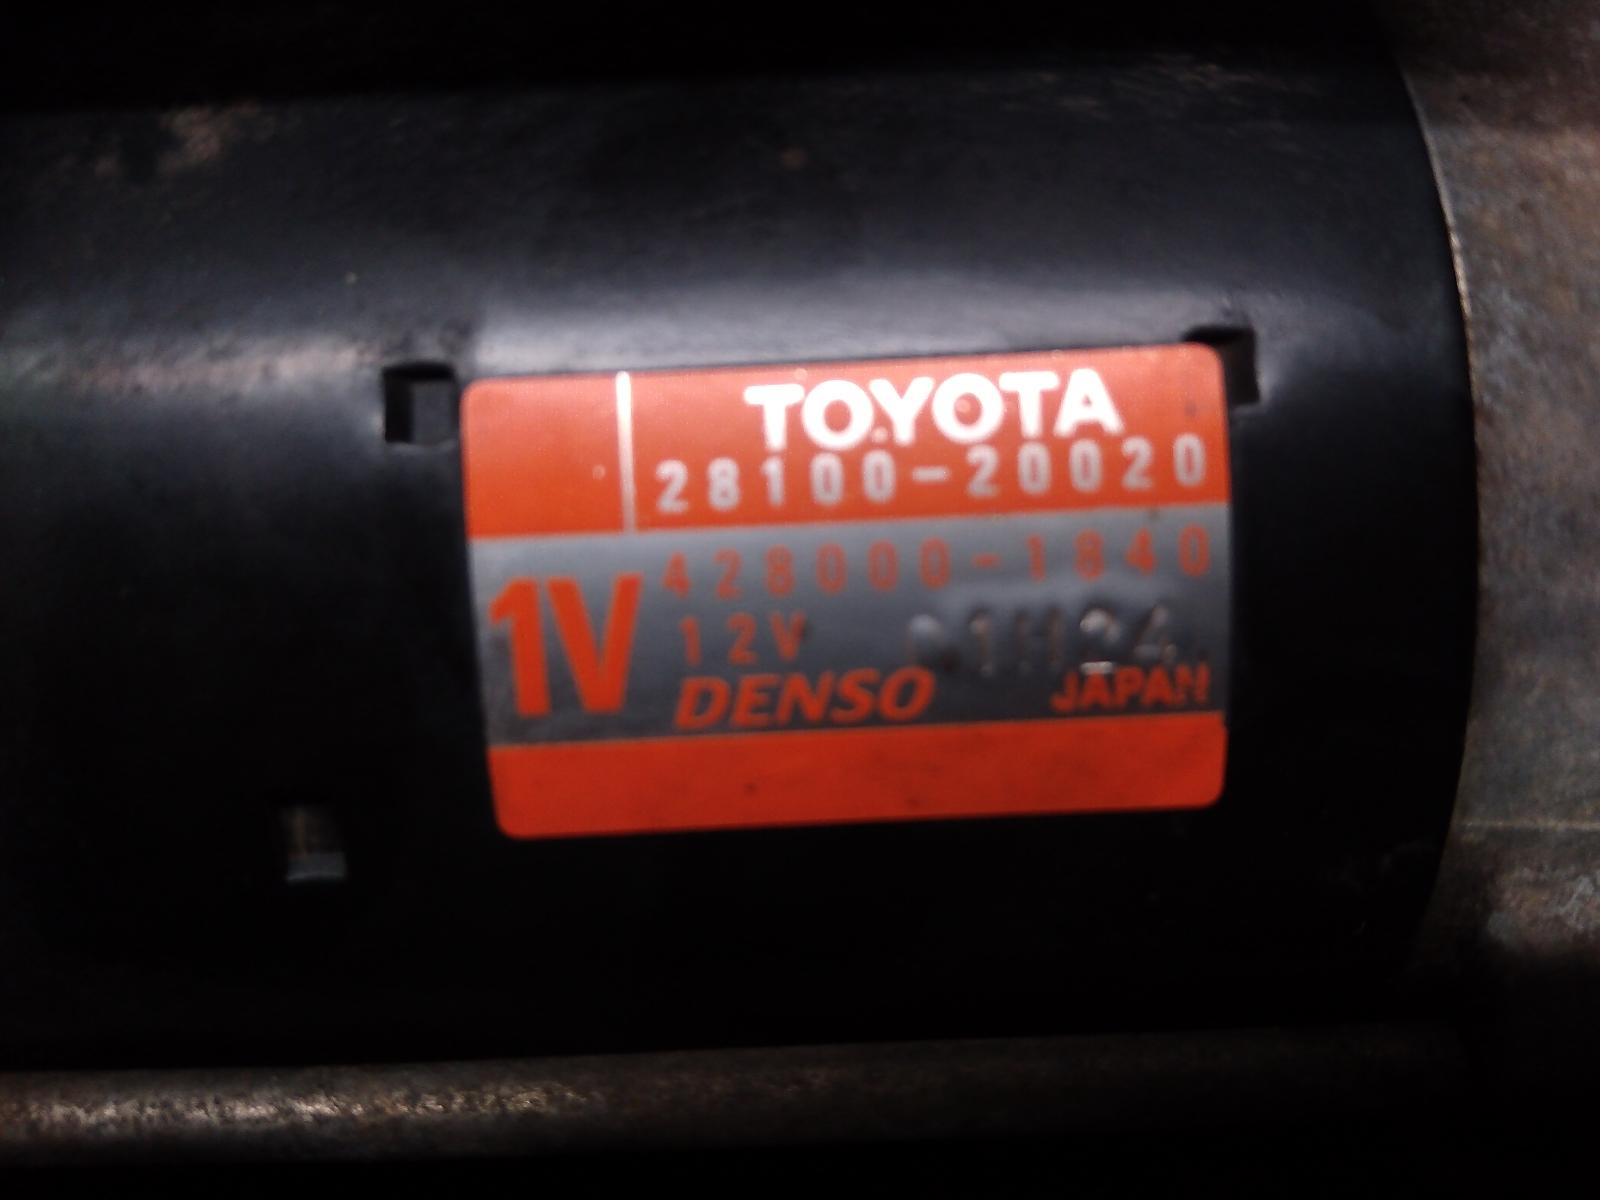 TOYOTA
28100-20020
428000-1840
1V
12V
DENSO JAPAN